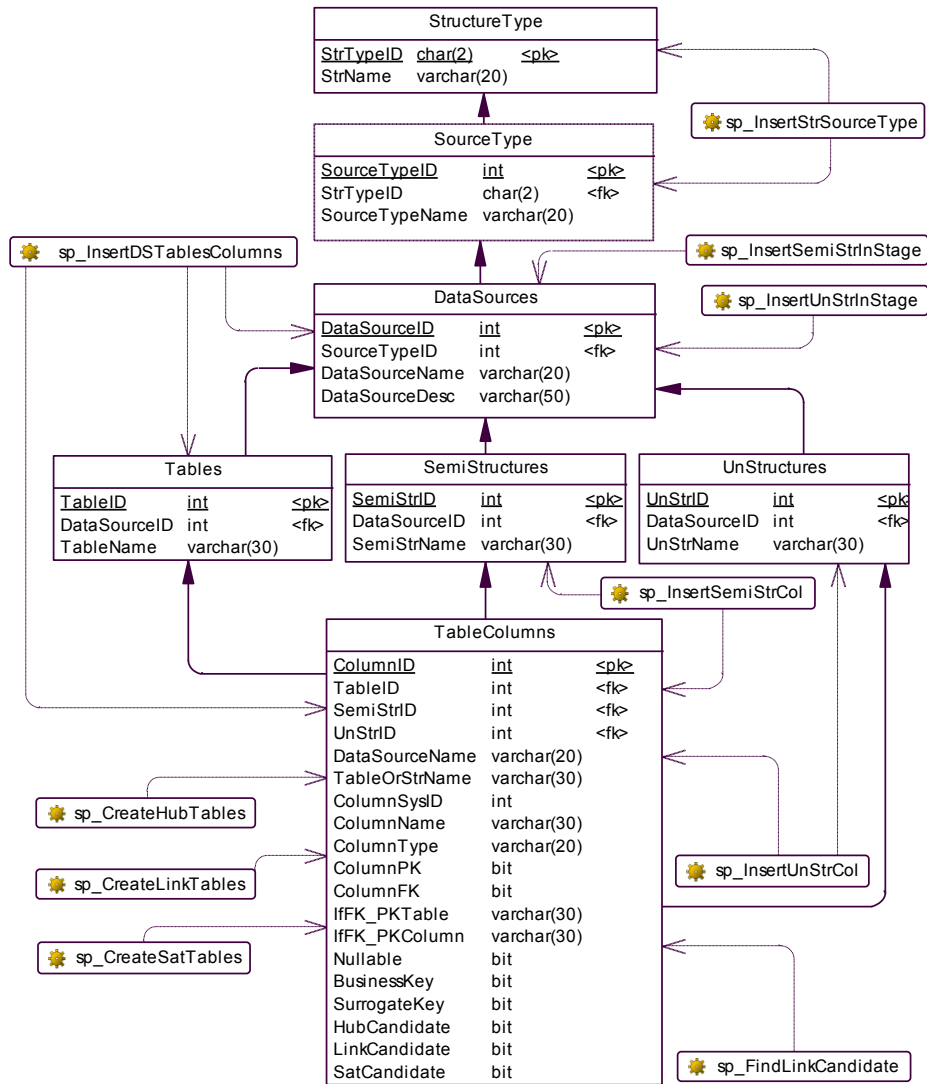 StructureType
StrTypeID char(2) <pk>
StrName varchar(20)
sp_InsertStrSourceType
SourceType
SourceTypeID int <pk>
StrTypeID char(2) <fk>
SourceTypeName varchar(20)
sp_InsertDSTablesColumns
sp_InsertSemiStrInStage
sp_InsertUnStrInStage
DataSources
DataSourceID int <pk>
SourceTypeID int <fk>
DataSourceName varchar(20)
DataSourceDesc varchar(50)
Tables
TableID int <pk>
DataSourceID int <fk>
TableName varchar(30)
SemiStructures
SemiStrID int <pk>
DataSourceID int <fk>
SemiStrName varchar(30)
UnStructures
UnStrID int <pk>
DataSourceID int <fk>
UnStrName varchar(30)
sp_InsertSemiStrCol
TableColumns
ColumnID int <pk>
TableID int <fk>
SemiStrID int <fk>
UnStrID int <fk>
DataSourceName varchar(20)
TableOrStrName varchar(30)
ColumnSysID int
ColumnName varchar(30)
ColumnType varchar(20)
ColumnPK bit
ColumnFK bit
IfFK_PKTable varchar(30)
IfFK_PKColumn varchar(30)
Nullable bit
BusinessKey bit
SurrogateKey bit
HubCandidate bit
LinkCandidate bit
SatCandidate bit
sp_CreateHubTables
sp_CreateLinkTables
sp_CreateSatTables
sp_InsertUnStrCol
sp_FindLinkCandidate